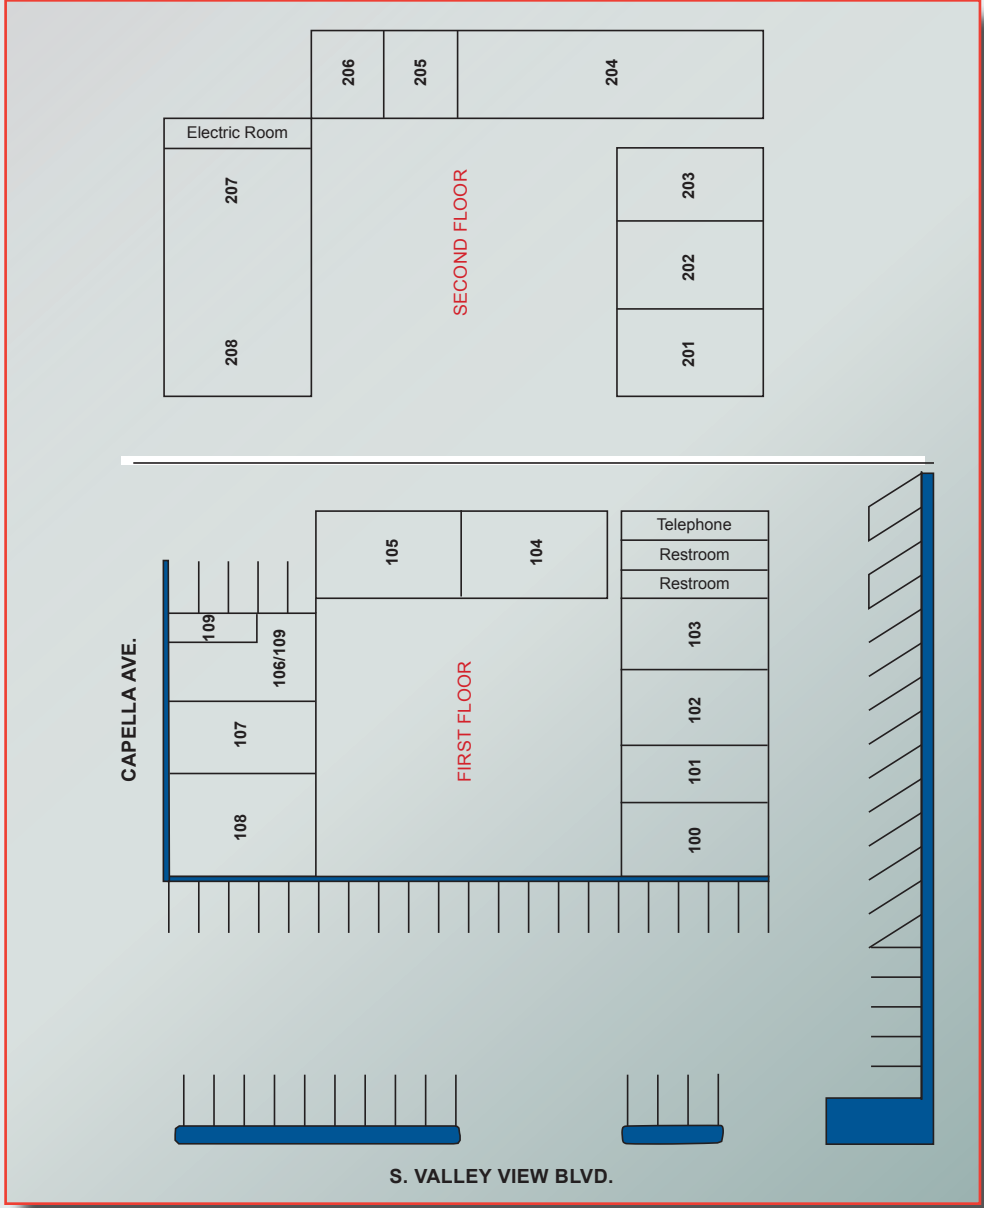 206
205
204
Electric Room
207
203
SECOND FLOOR
202
208
201
105
104
Telephone
Restroom
Restroom
109
106/109
103
CAPELLA AVE.
107
FIRST FLOOR
102
101
108
100
S. VALLEY VIEW BLVD.